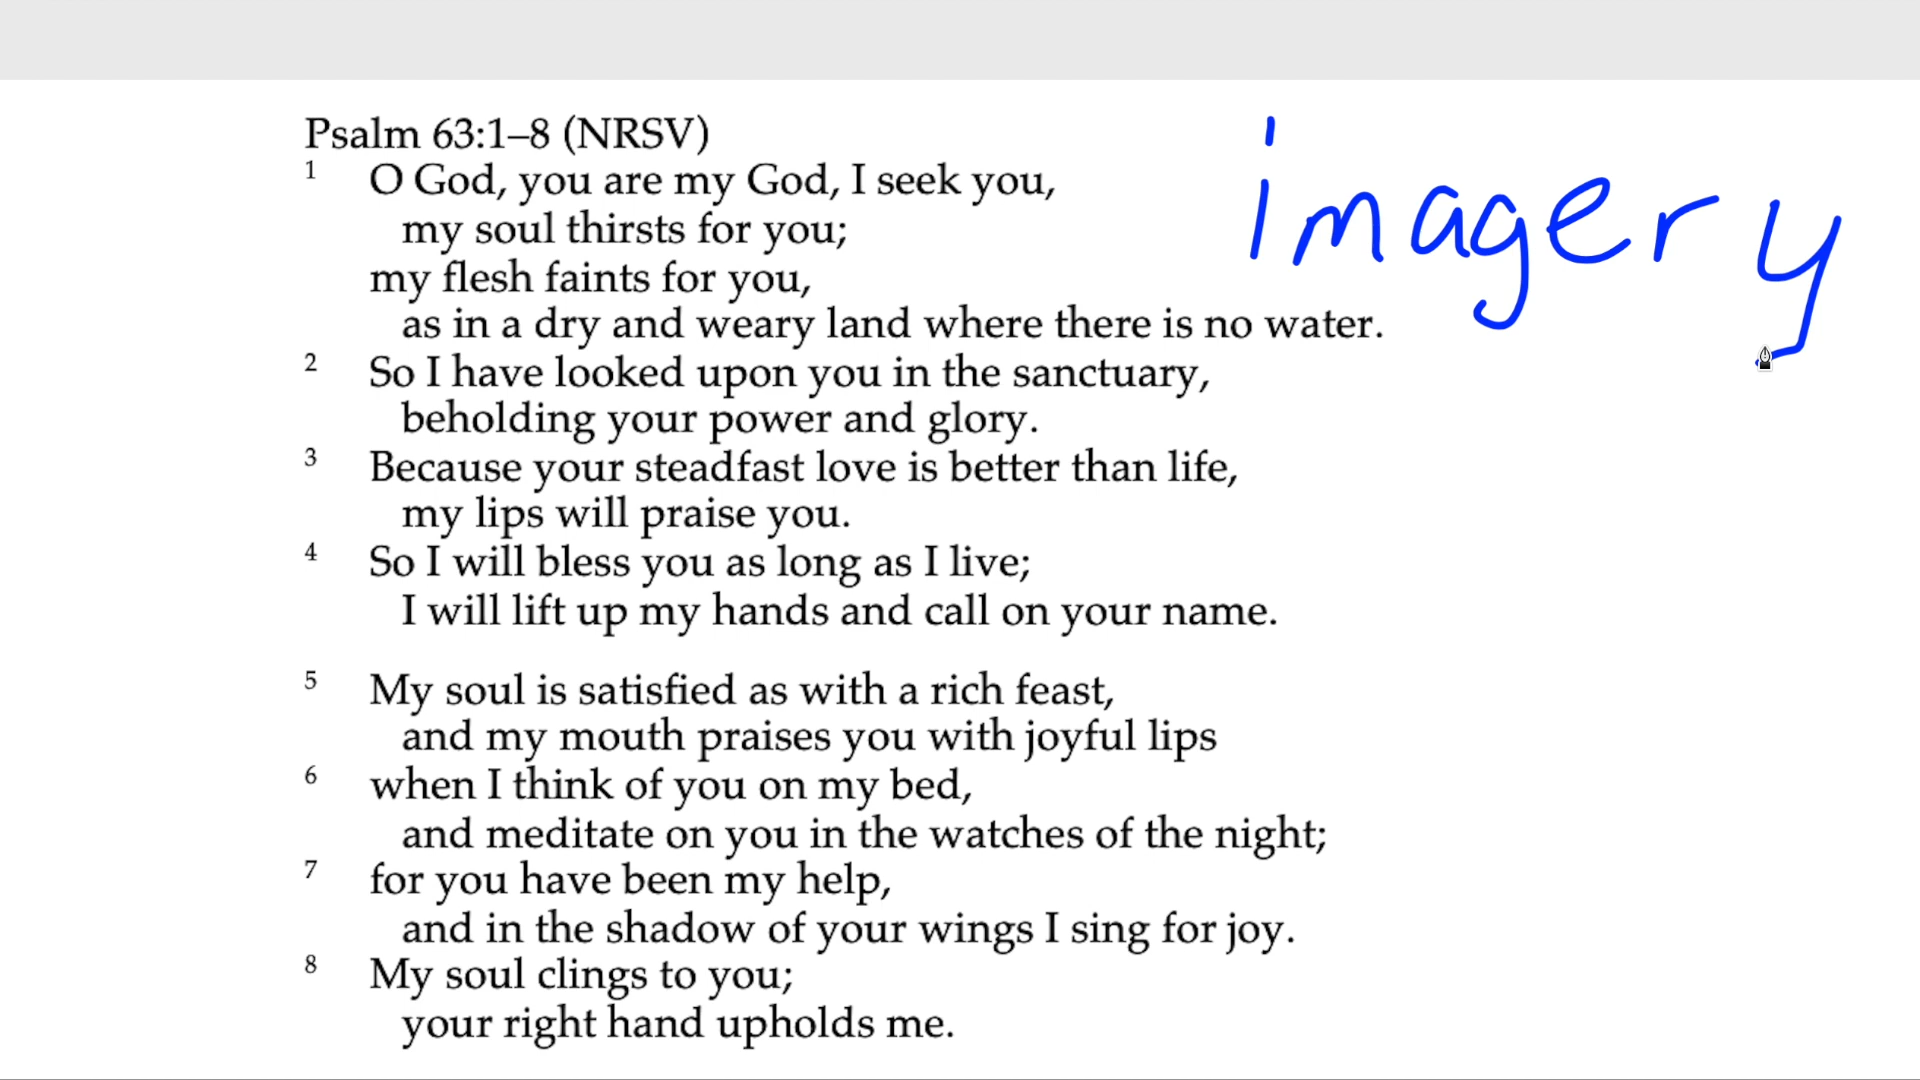 Psalm 63:1–8 (NRSV)
imagery
1 O God, you are my God, I seek you,
my soul thirsts for you;
my flesh faints for you,
as in a dry and weary land where there is no water.
2 So I have looked upon you in the sanctuary,
beholding your power and glory.
3 Because your steadfast love is better than life,
my lips will praise you.
4 So I will bless you as long as I live;
I will lift up my hands and call on your name.
5 My soul is satisfied as with a rich feast,
and my mouth praises you with joyful lips
6 when I think of you on my bed,
and meditate on you in the watches of the night;
7 for you have been my help,
and in the shadow of your wings I sing for joy.
8 My soul clings to you;
your right hand upholds me.